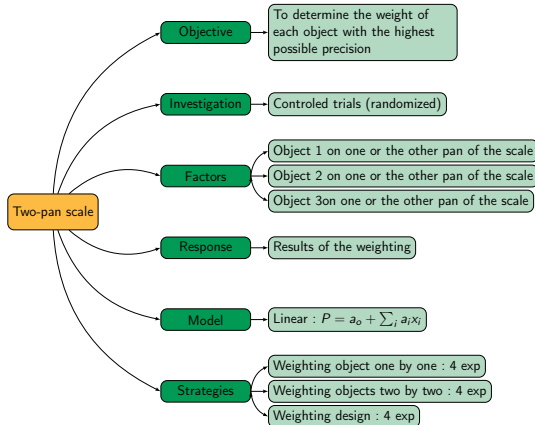 Two-pan scale
Objective
To determine the weight of
each object with the highest
possible precision
Investigation
Controled trials (randomized)
Factors
Object 1 on one or the other pan of the scale
Object 2 on one or the other pan of the scale
Object 3on one or the other pan of the scale
Response
Results of the weighting
Model
Linear : P = a_o + ∑_i a_i x_i
Strategies
Weighting object one by one : 4 exp
Weighting objects two by two : 4 exp
Weighting design : 4 exp